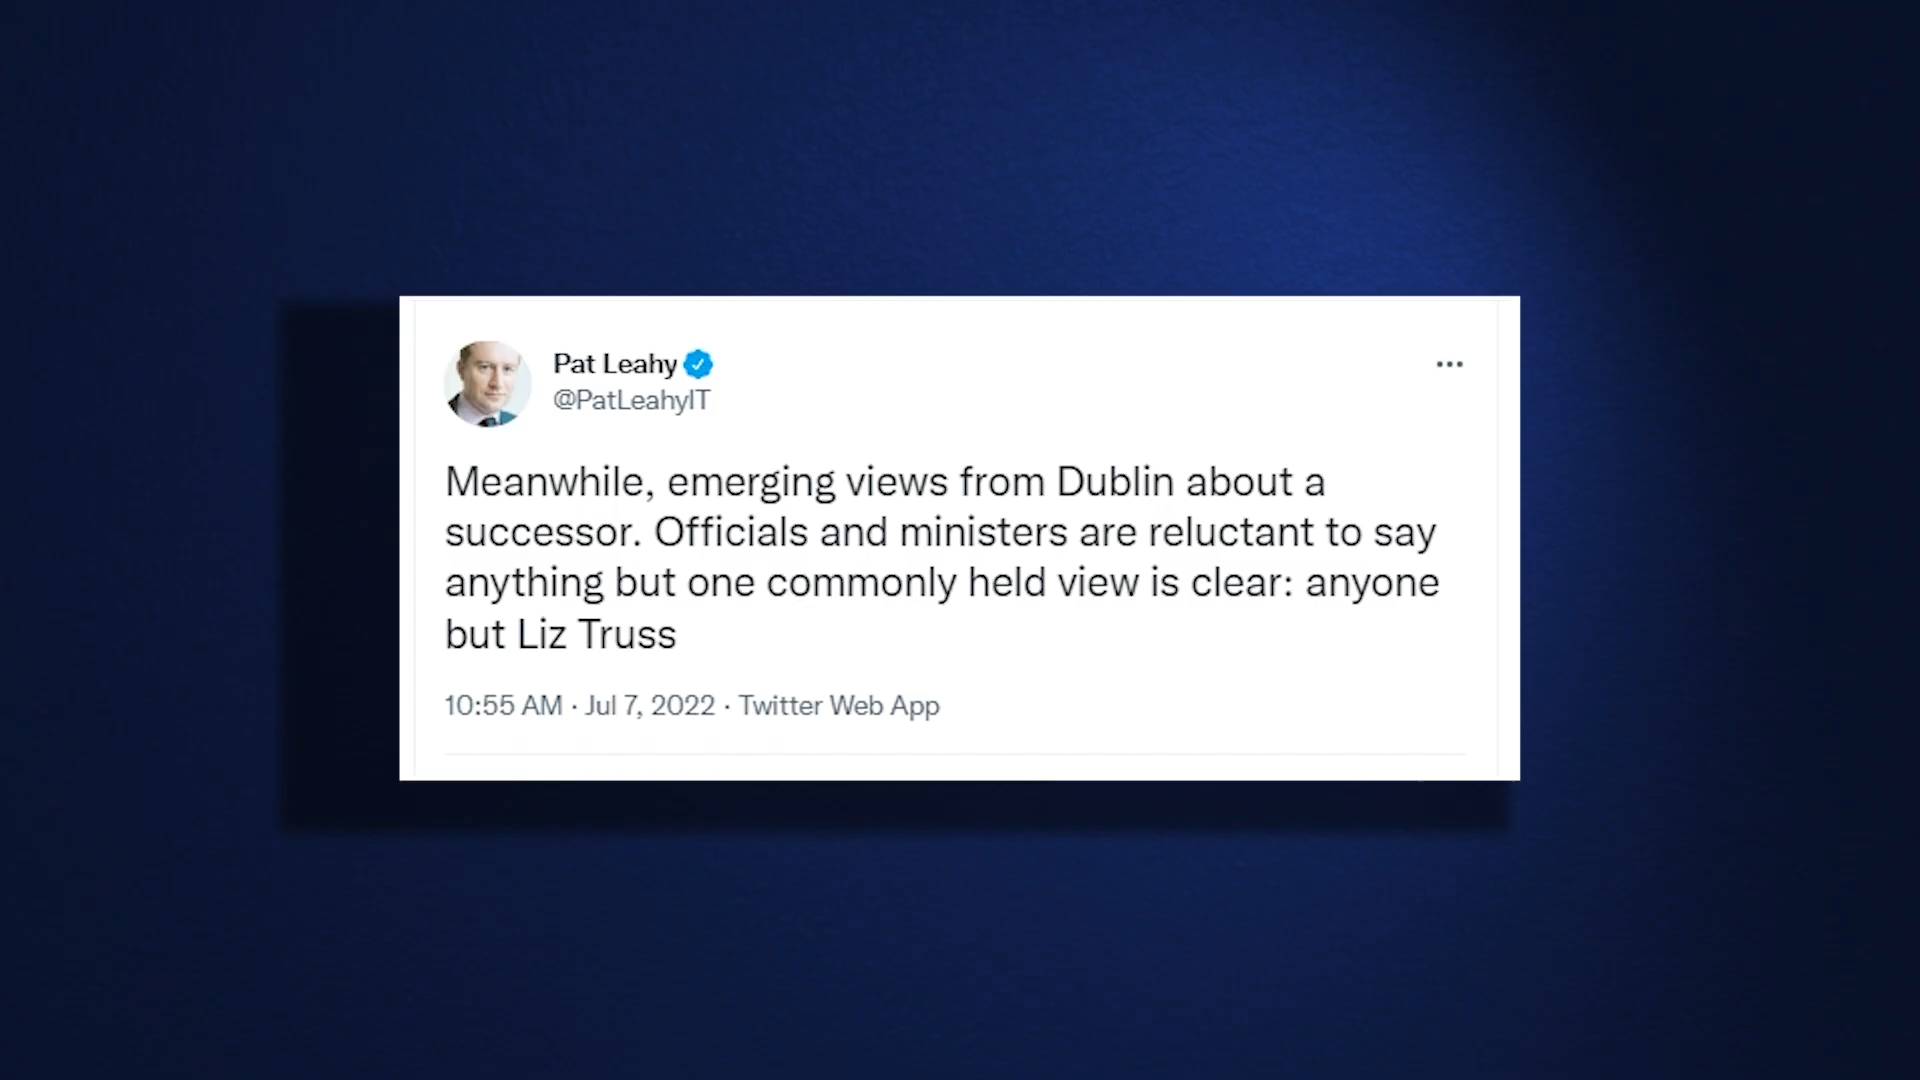 Pat Leahy
@PatLeahyIT
Meanwhile, emerging views from Dublin about a
successor. Officials and ministers are reluctant to say
anything but one commonly held view is clear: anyone
but Liz Truss
10:55 AM · Jul 7, 2022 · Twitter Web App